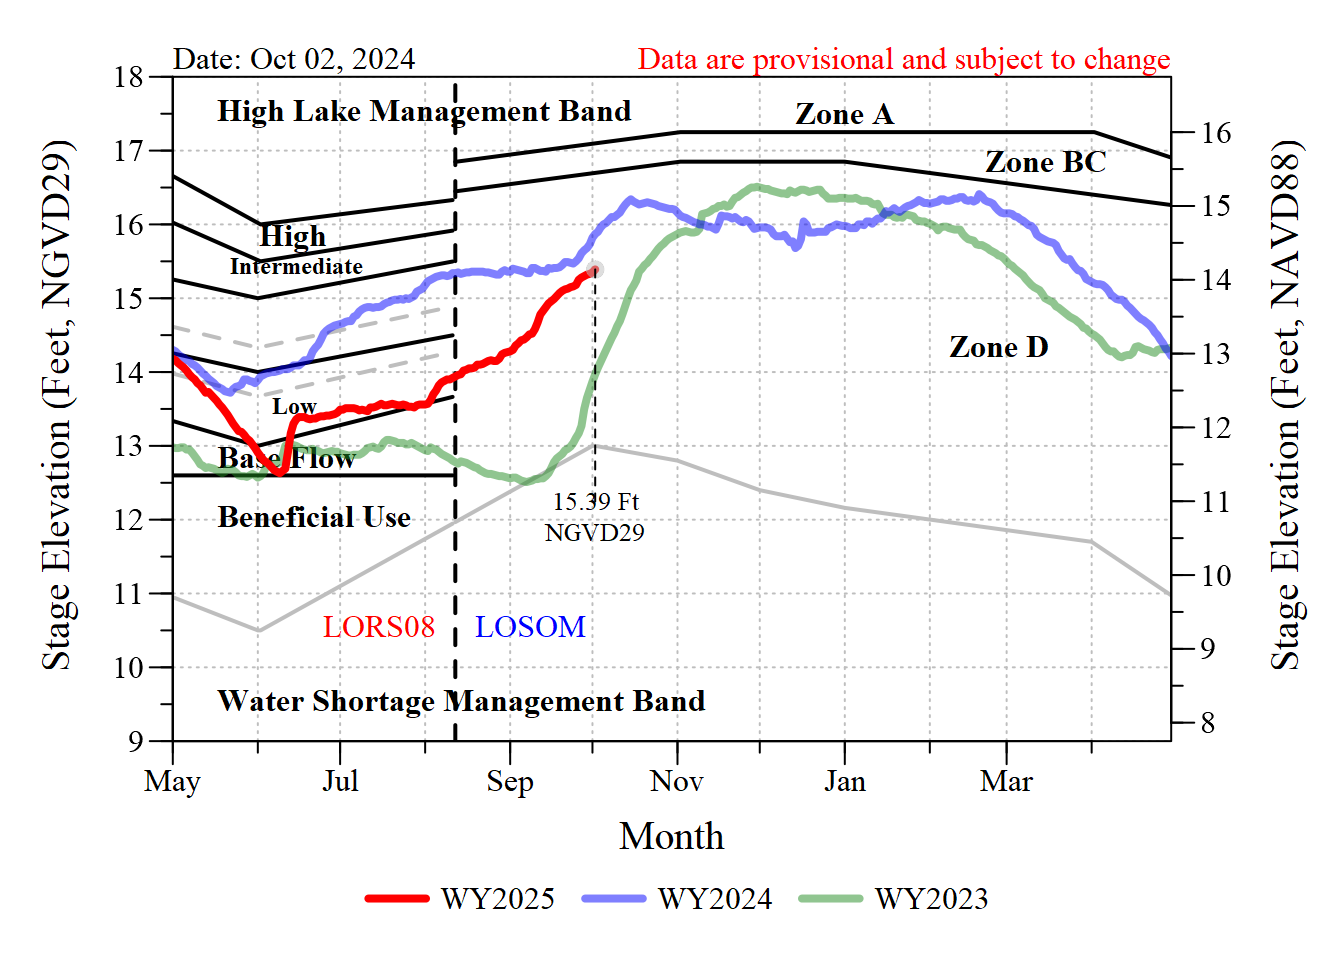 Date: Oct 02, 2024
Data are provisional and subject to change
18
17
16
15
14
13
12
11
10
9
Stage Elevation (Feet, NGVD29)
High Lake Management Band
Zone A
Zone BC
High
Intermediate
Zone D
Low
Base Flow
15.39 Ft
NGVD29
Beneficial Use
LORS08
LOSOM
Water Shortage Management Band
16
15
14
13
12
11
10
9
8
Stage Elevation (Feet, NAVD88)
May Jul Sep Nov Jan Mar
Month
WY2025 WY2024 WY2023